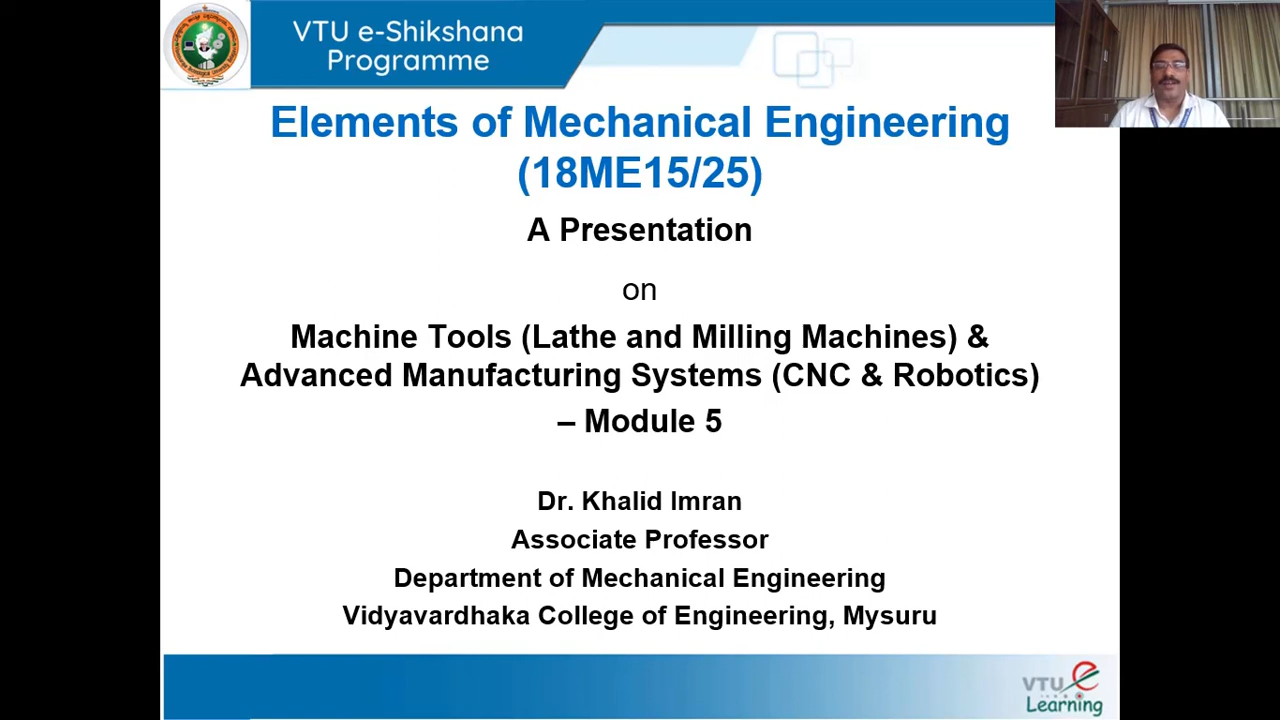 VTU e-Shikshana
Programme
Elements of Mechanical Engineering
(18ME15/25)
A Presentation
on
Machine Tools (Lathe and Milling Machines) &
Advanced Manufacturing Systems (CNC & Robotics)
– Module 5
Dr. Khalid Imran
Associate Professor
Department of Mechanical Engineering
Vidyavardhaka College of Engineering, Mysuru
VTU e
Learning